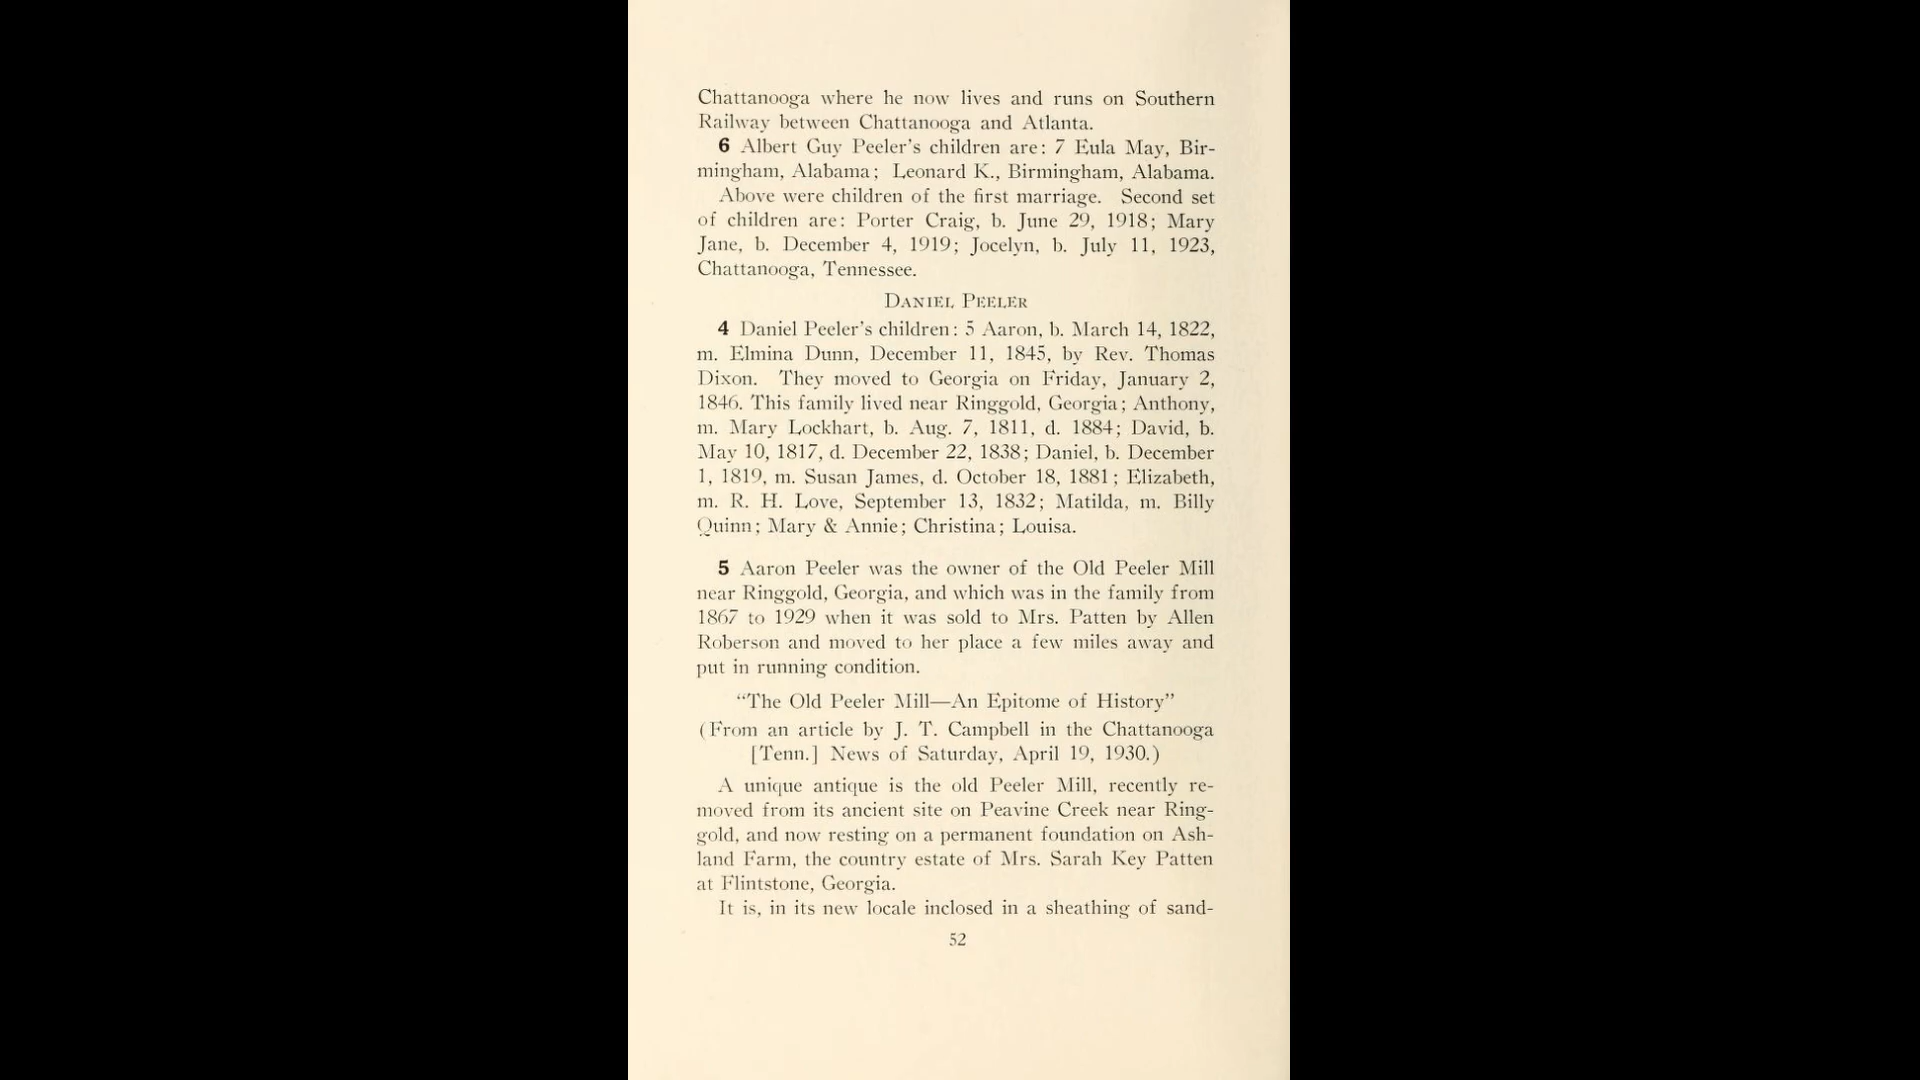 Chattanooga where he now lives and runs on Southern
Railway between Chattanooga and Atlanta.
6 Albert Guy Peeler's children are: 7 Eula May, Bir-
mingham, Alabama; Leonard K., Birmingham, Alabama.
Above were children of the first marriage. Second set
of children are: Porter Craig, b. June 29, 1918; Mary
Jane, b. December 4, 1919; Jocelyn, b. July 11, 1923,
Chattanooga, Tennessee.
DANIEL PEELER
4 Daniel Peeler's children: 5 Aaron, b. March 14, 1822,
m. Elmina Dunn, December 11, 1845, by Rev. Thomas
Dixon. They moved to Georgia on Friday, January 2,
1846. This family lived near Ringgold, Georgia; Anthony,
m. Mary Lockhart, b. Aug. 7, 1811, d. 1884; David, b.
May 10, 1817, d. December 22, 1838; Daniel, b. December
1, 1819, m. Susan James, d. October 18, 1881; Elizabeth,
m. R. H. Love, September 13, 1832; Matilda, m. Billy
Quinn; Mary & Annie; Christina; Louisa.
5 Aaron Peeler was the owner of the Old Peeler Mill
near Ringgold, Georgia, and which was in the family from
1867 to 1929 when it was sold to Mrs. Patten by Allen
Roberson and moved to her place a few miles away and
put in running condition.
"The Old Peeler Mill—An Epitome of History"
(From an article by J. T. Campbell in the Chattanooga
[Tenn.] News of Saturday, April 19, 1930.)
A unique antique is the old Peeler Mill, recently re-
moved from its ancient site on Peavine Creek near Ring-
gold, and now resting on a permanent foundation on Ash-
land Farm, the country estate of Mrs. Sarah Key Patten
at Flintstone, Georgia.
It is, in its new locale inclosed in a sheathing of sand-
52